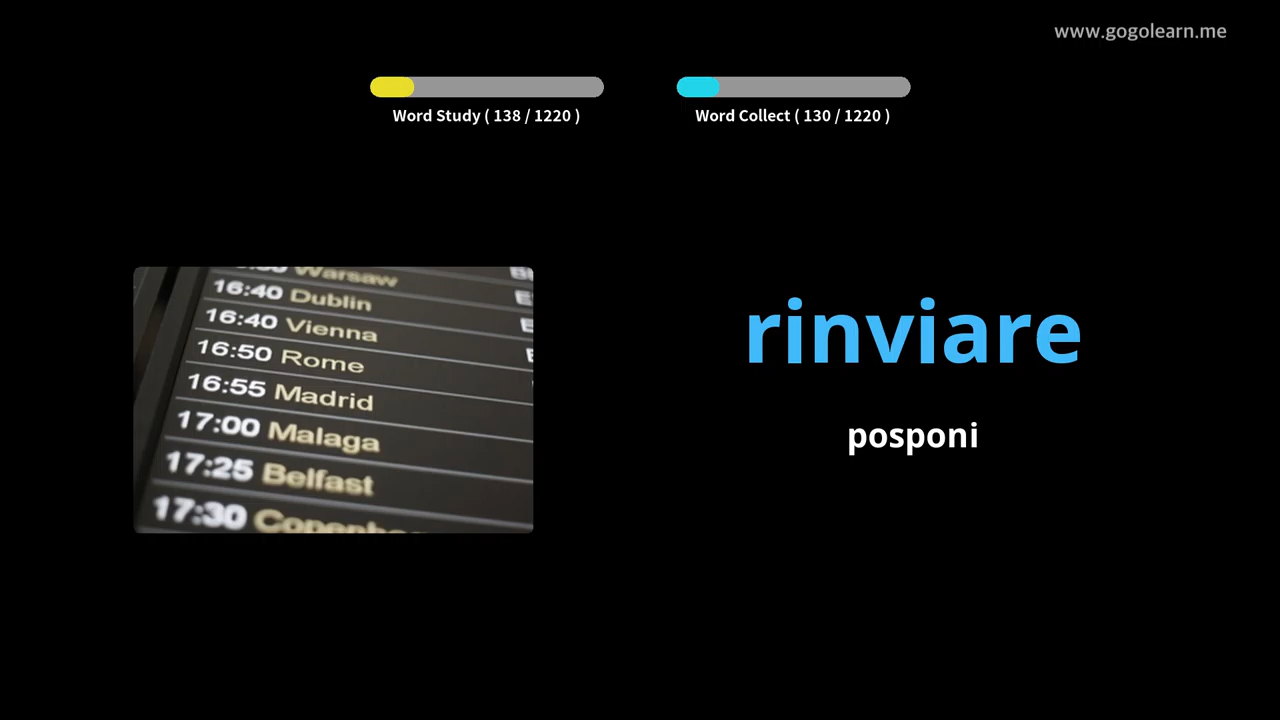 www.gogolearn.me
Word Study ( 138 / 1220 )
Word Collect ( 130 / 1220 )
Warsaw
16:40 Dublin
16:40 Vienna
16:50 Rome
16:55 Madrid
17:00 Malaga
17:25 Belfast
17:30
rinviare
posponi